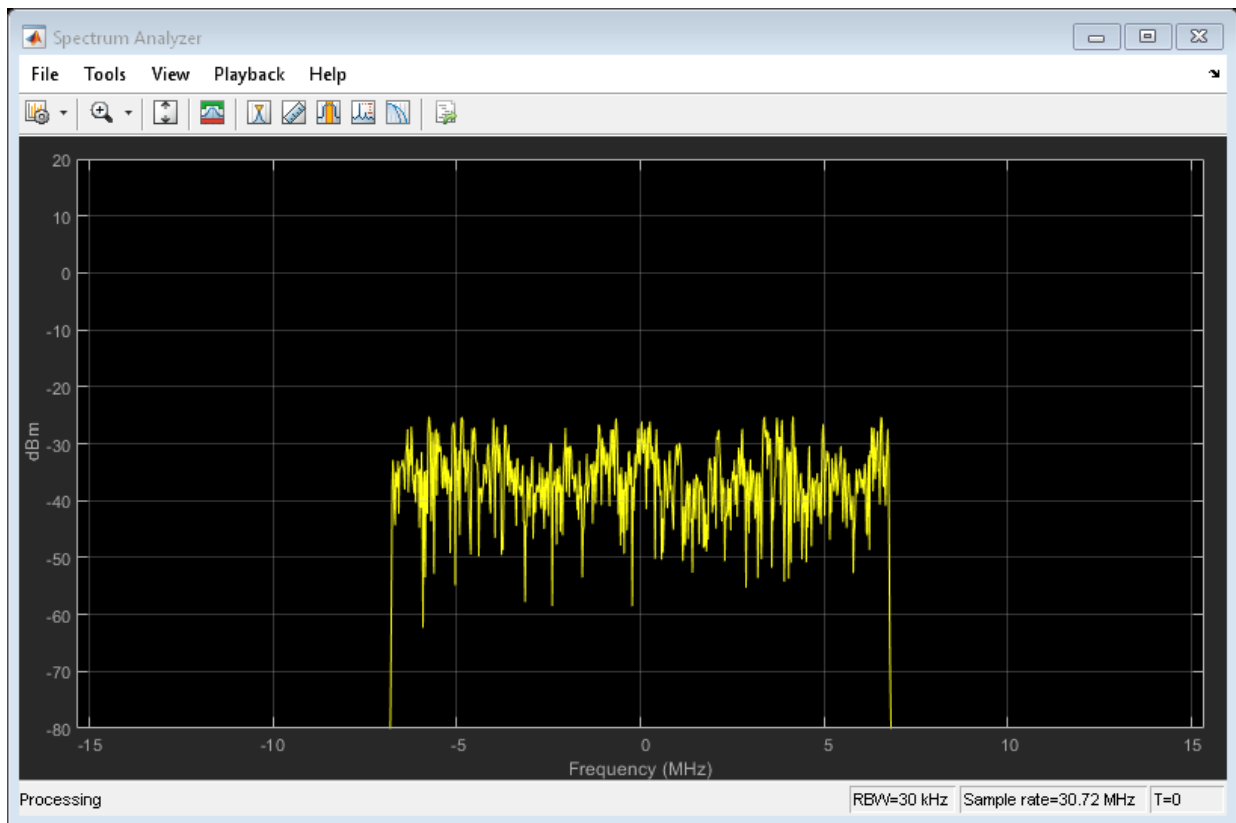 Spectrum Analyzer
File Tools View Playback Help
20
10
0
-10
-20
-30
-40
-50
-60
-70
-80
dBm
-15 -10 -5 0 5 10 15
Frequency (MHz)
Processing RBW=30 kHz Sample rate=30.72 MHz T=0